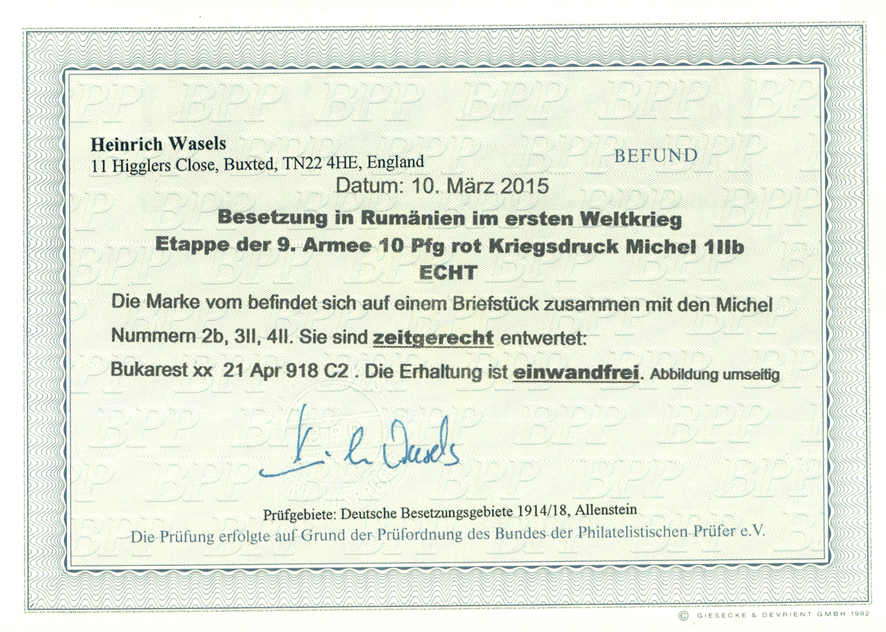 Heinrich Wasels
11 Higglers Close, Buxted, TN22 4HE, England
BEFUND
Datum: 10. März 2015
Besetzung in Rumänien im ersten Weltkrieg
Etappe der 9. Armee 10 Pfg rot Kriegsdruck Michel 1IIb
ECHT
Die Marke vom befindet sich auf einem Briefstück zusammen mit den Michel
Nummern 2b, 3II, 4II. Sie sind zeitgerecht entwertet:
Bukarest xx 21 Apr 918 C2 . Die Erhaltung ist einwandfrei. Abbildung umseitig
Prüfgebiete: Deutsche Besetzungsgebiete 1914/18, Allenstein
Die Prüfung erfolgte auf Grund der Prüfordnung des Bundes der Philatelistischen Prüfer e.V.
© GIESECKE & DEVRIENT GMBH 1992